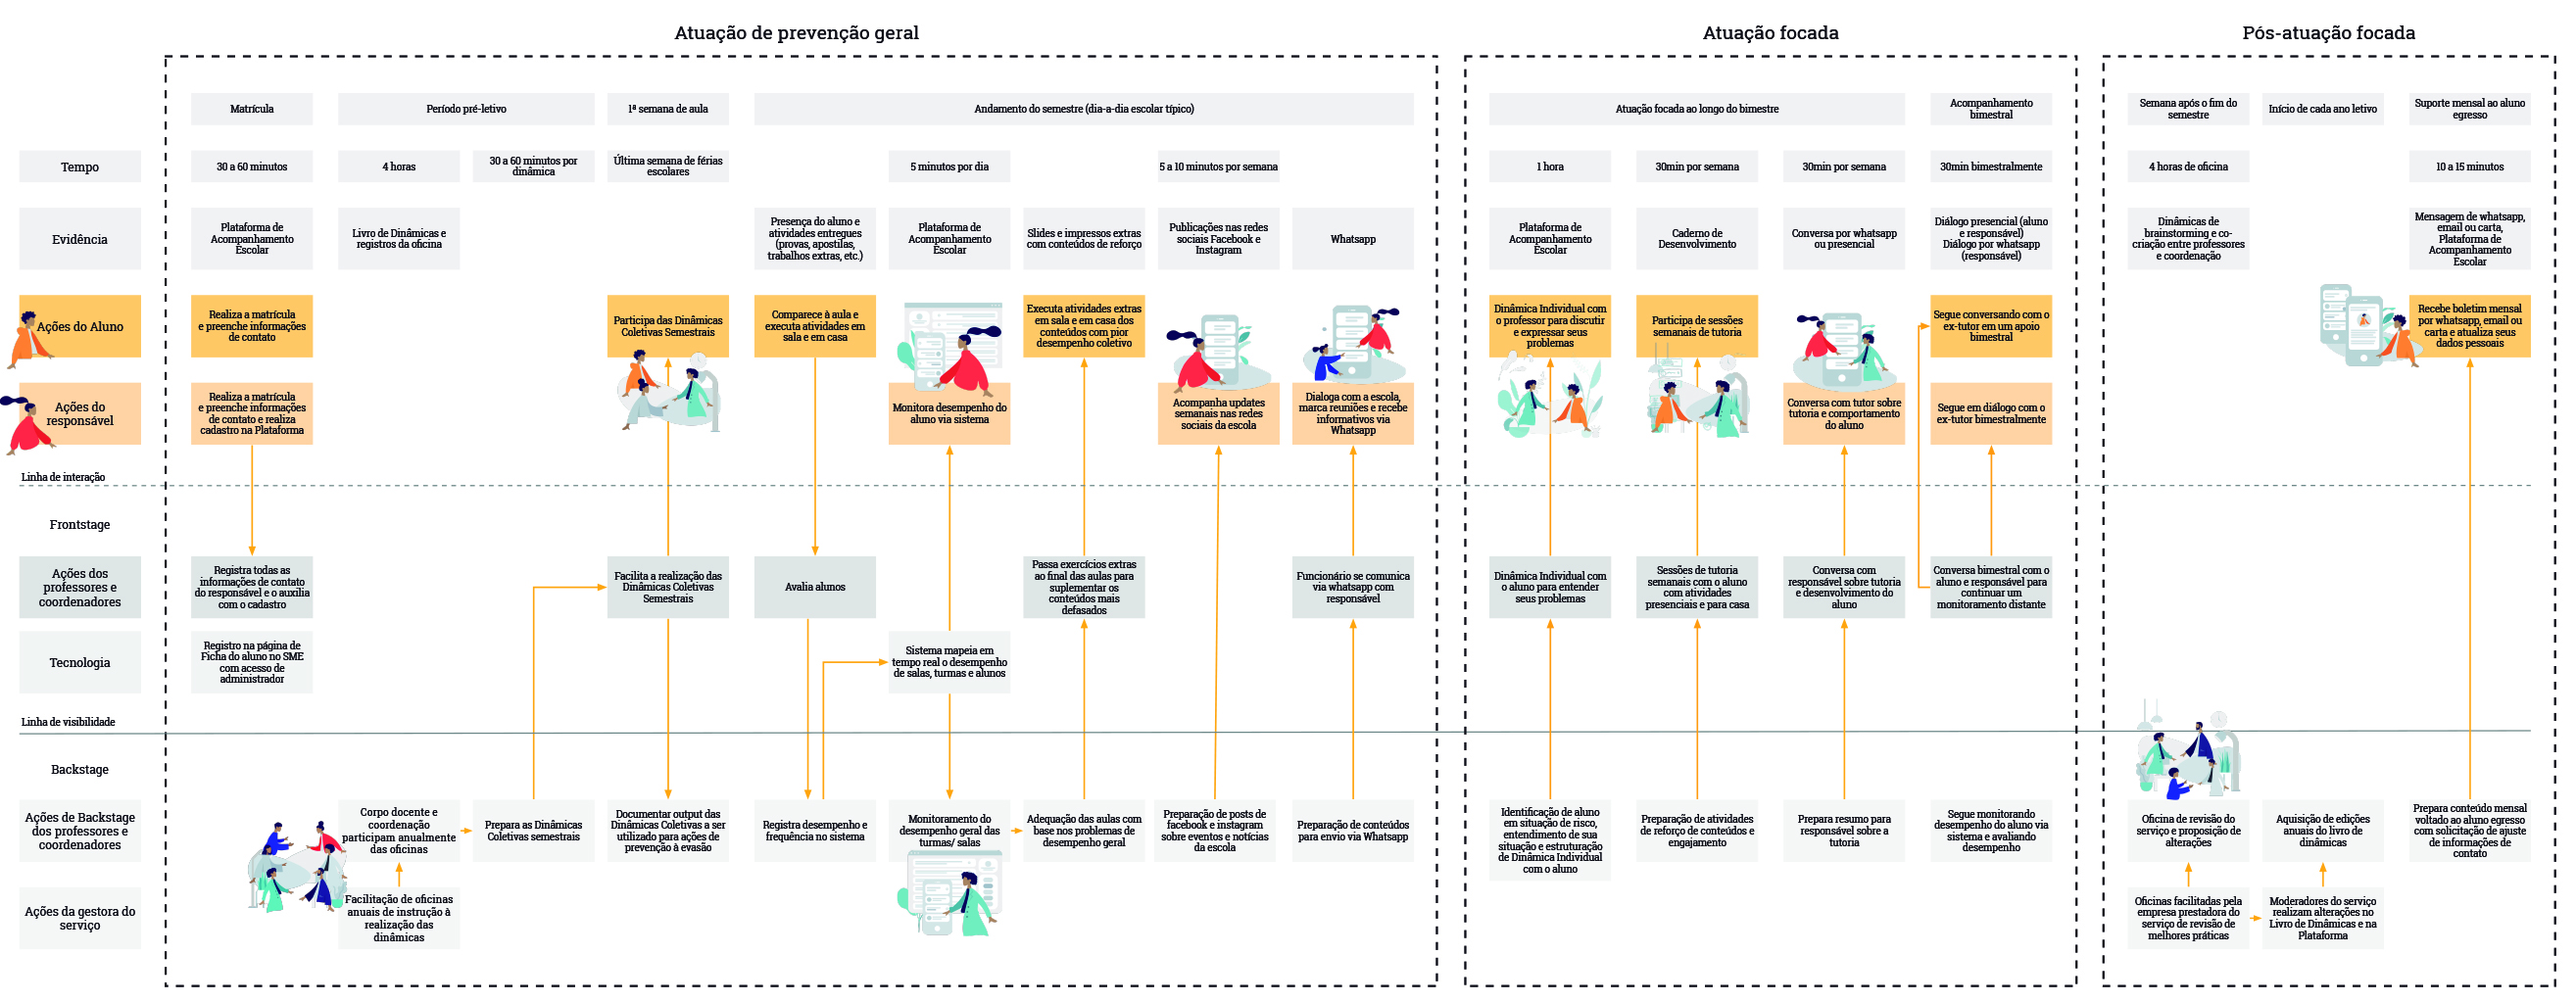 Atuação de prevenção geral
Atuação focada
Pós-atuação focada
Matrícula
Período pré-letivo
1ª semana de aula
Andamento do semestre (dia-a-dia escolar típico)
Atuação focada ao longo do bimestre
Acompanhamento
bimestral
Semana após o fim do
semestre
Início de cada ano letivo
Suporte mensal ao aluno
egresso
Tempo
30 a 60 minutos
4 horas
30 a 60 minutos por
dinâmica
Última semana de férias
escolares
5 minutos por dia
5 a 10 minutos por semana
1 hora
30min por semana
30min por semana
30min bimestralmente
4 horas de oficina
10 a 15 minutos
Evidência
Plataforma de
Acompanhamento
Escolar
Livro de Dinâmicas e
registros da oficina
Presença do aluno e
atividades entregues
(provas, apostilas,
trabalhos extras, etc.)
Plataforma de
Acompanhamento
Escolar
Slides e impressos extras
com conteúdos de reforço
Publicações nas redes
sociais Facebook e
Instagram
Whatsapp
Plataforma de
Acompanhamento
Escolar
Caderno de
Desenvolvimento
Conversa por whatsapp
ou presencial
Diálogo presencial (aluno
e responsável)
Diálogo por whatsapp
(responsável)
Dinâmicas de
brainstorming e co-
criação entre professores
e coordenação
Mensagem de whatsapp,
email ou carta,
Plataforma de
Acompanhamento
Escolar
Ações do Aluno
Realiza a matrícula
e preenche informações
de contato
Participa das Dinâmicas
Coletivas Semestrais
Comparece à aula e
executa atividades em
sala e em casa
Executa atividades extras
em sala e em casa dos
conteúdos com pior
desempenho coletivo
Dinâmica Individual com
o professor para discutir
e expressar seus
problemas
Participa de sessões
semanais de tutoria
Segue conversando com o
ex-tutor em um apoio
bimestral
Recebe boletim mensal
por whatsapp, email ou
carta e atualiza seus
dados pessoais
Ações do
responsável
Realiza a matrícula
e preenche informações
de contato e realiza
cadastro na Plataforma
Monitora desempenho do
aluno via sistema
Acompanha updates
semanais nas redes
sociais da escola
Dialoga com a escola,
marca reuniões e recebe
informativos via
Whatsapp
Conversa com tutor sobre
tutoria e comportamento
do aluno
Segue em diálogo com o
ex-tutor bimestralmente
Linha de interação
Frontstage
Ações dos
professores e
coordenadores
Registra todas as
informações de contato
do responsável e o auxilia
com o cadastro
Facilita a realização das
Dinâmicas Coletivas
Semestrais
Avalia alunos
Passa exercícios extras
ao final das aulas para
suplementar os
conteúdos mais
defasados
Funcionário se comunica
via whatsapp com
responsável
Dinâmica Individual com
o aluno para entender
seus problemas
Sessões de tutoria
semanais com o aluno
com atividades
presenciais e para casa
Conversa com
responsável sobre tutoria
e desenvolvimento do
aluno
Conversa bimestral com o
aluno e responsável para
continuar um
monitoramento distante
Tecnologia
Registro na página de
Ficha do aluno no SME
com acesso de
administrador
Sistema mapeia em
tempo real o desempenho
de salas, turmas e alunos
Linha de visibilidade
Backstage
Ações de Backstage
dos professores e
coordenadores
Corpo docente e
coordenação
participam anualmente
das oficinas
Prepara as Dinâmicas
Coletivas semestrais
Documentar output das
Dinâmicas Coletivas a ser
utilizado para ações de
prevenção à evasão
Registra desempenho e
frequência no sistema
Monitoramento do
desempenho geral das
turmas/ salas
Adequação das aulas com
base nos problemas de
desempenho geral
Preparação de posts de
facebook e instagram
sobre eventos e notícias
da escola
Preparação de conteúdos
para envio via Whatsapp
Identificação de aluno
em situação de risco,
entendimento de sua
situação e estruturação
de Dinâmica Individual
com o aluno
Preparação de atividades
de reforço de conteúdos e
engajamento
Prepara resumo para
responsável sobre a
tutoria
Segue monitorando
desempenho do aluno via
sistema e avaliando
desempenho
Oficina de revisão do
serviço e proposição de
alterações
Aquisição de edições
anuais do livro de
dinâmicas
Prepara conteúdo mensal
voltado ao aluno egresso
com solicitação de ajuste
de informações de
contato
Ações da gestora do
serviço
Facilitação de oficinas
anuais de instrução à
realização das
dinâmicas
Oficinas facilitadas pela
empresa prestadora do
serviço de revisão de
melhores práticas
Moderadores do serviço
realizam alterações no
Livro de Dinâmicas e na
Plataforma